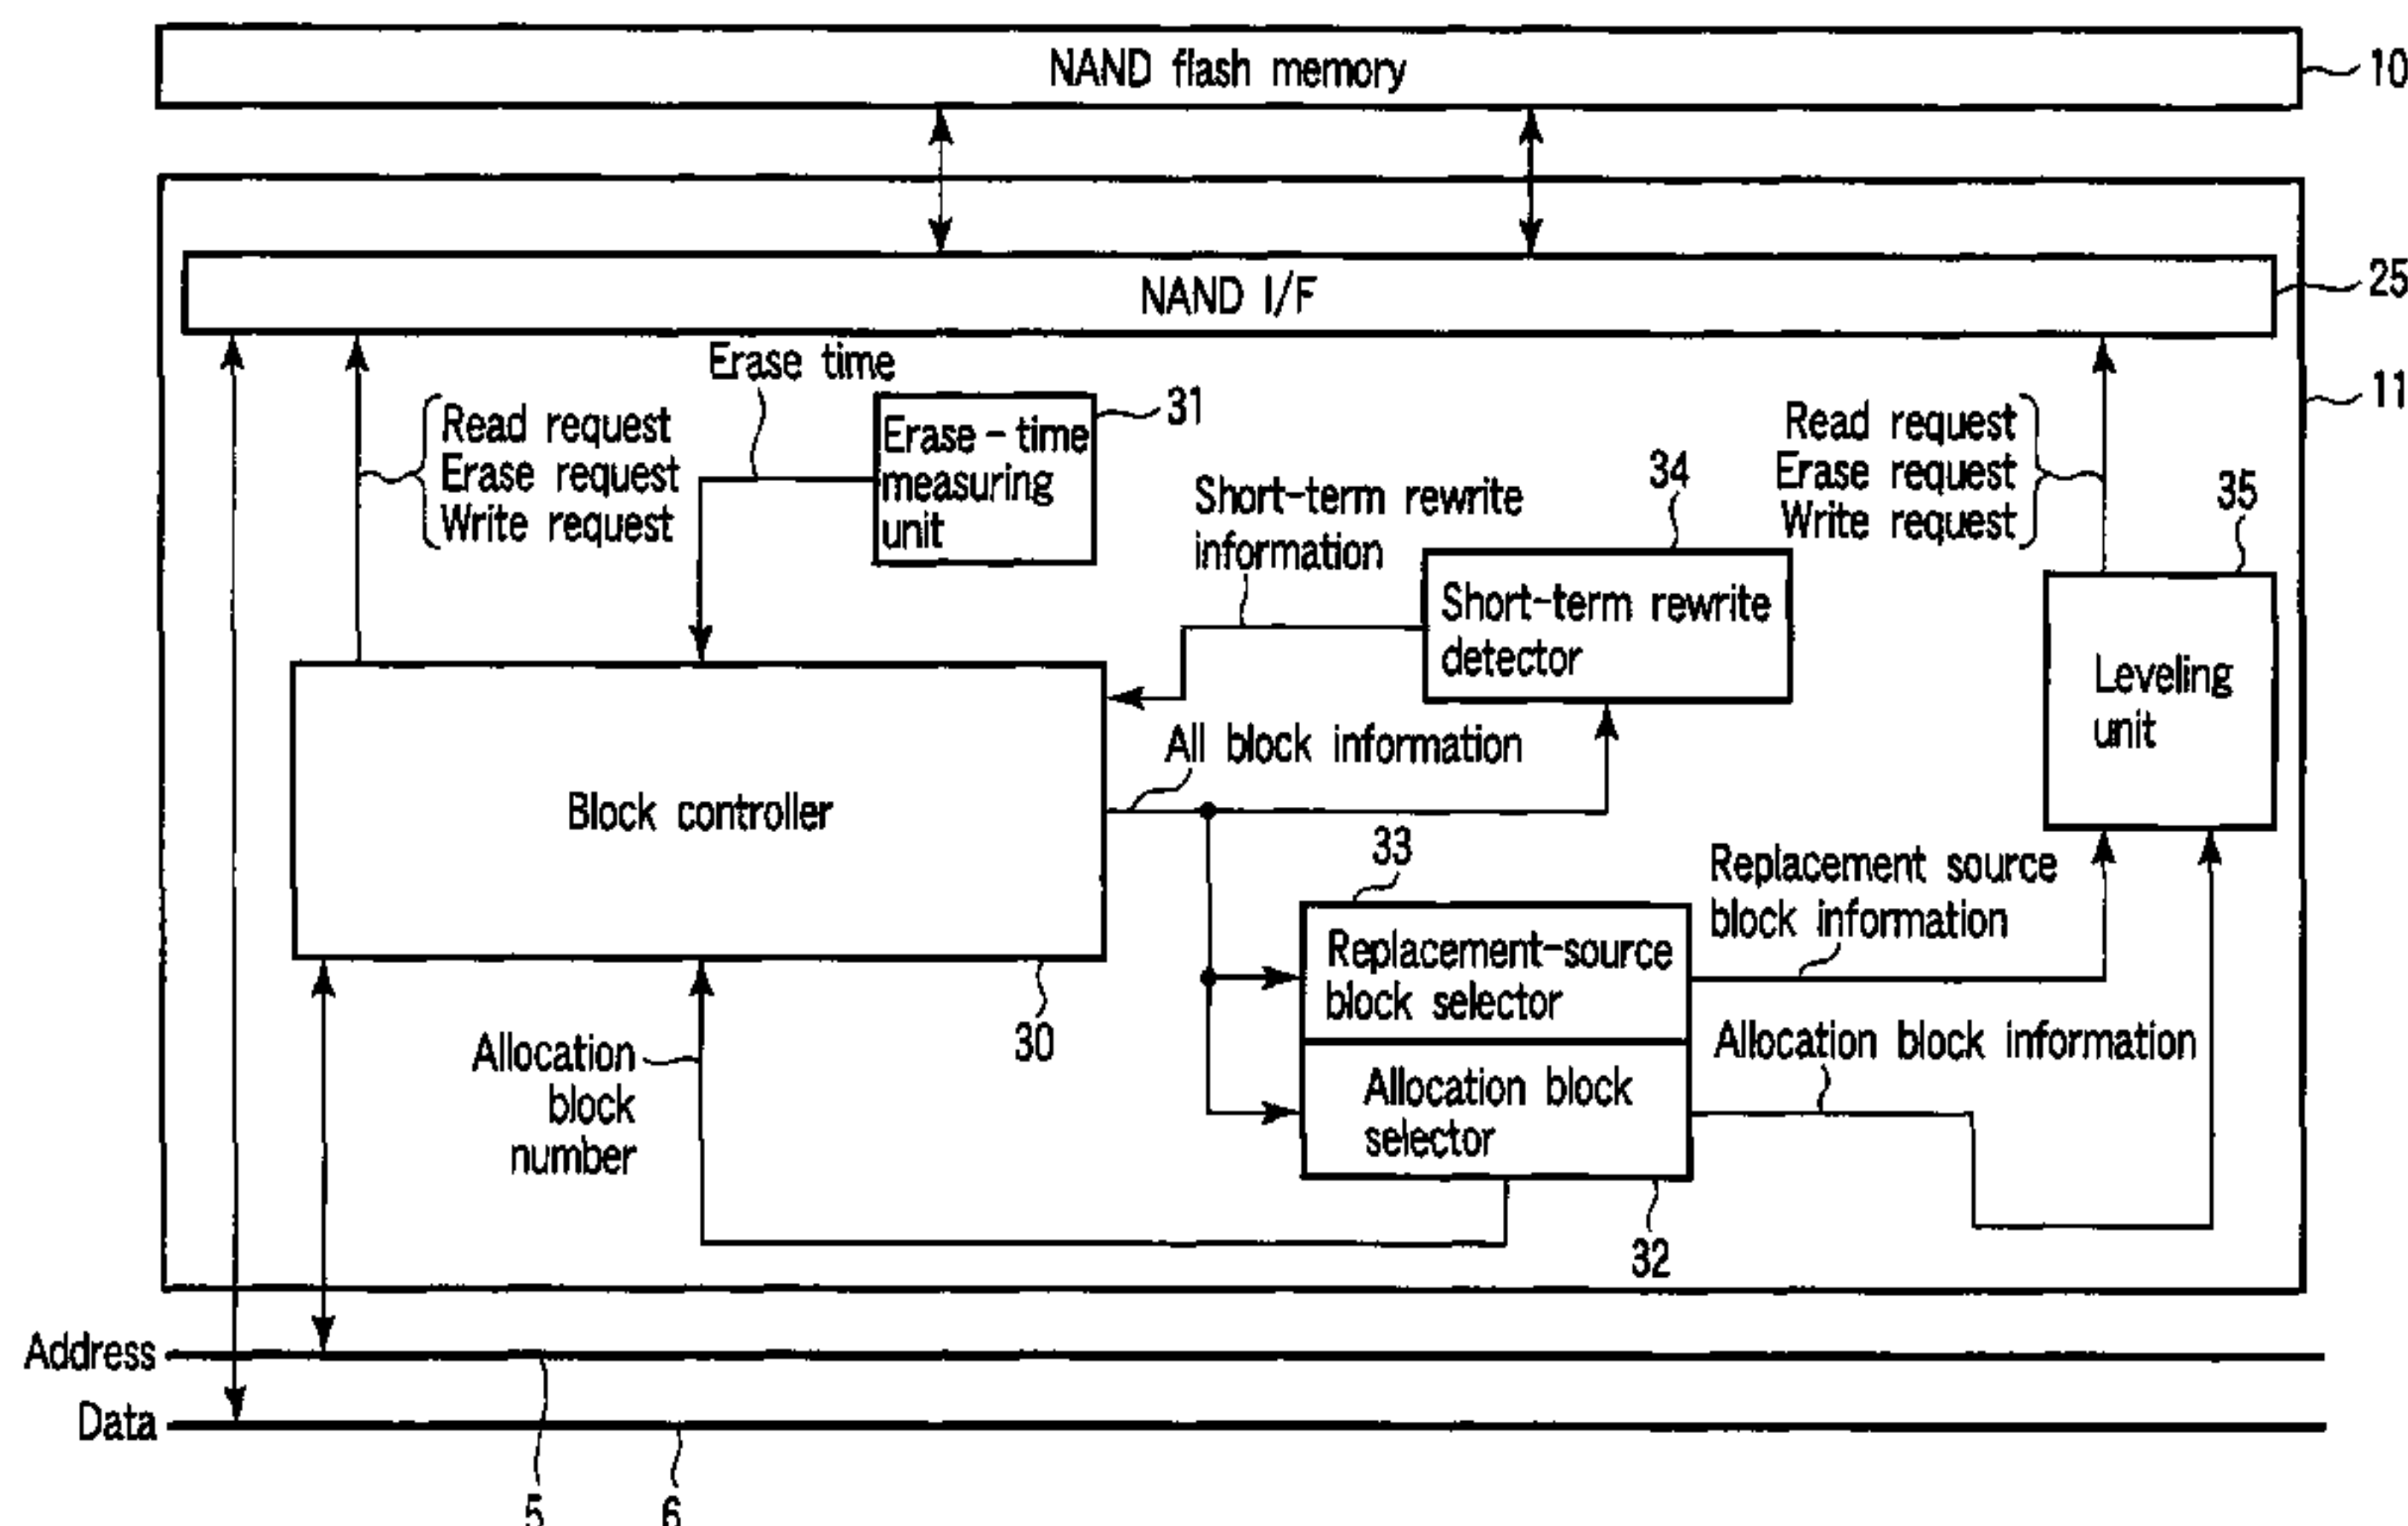 NAND flash memory
10
NAND I/F
25
11
Erase time
Read request
Erase request
Write request
Erase-time
measuring
unit
31
Short-term rewrite
information
34
Short-term rewrite
detector
Read request
Erase request
Write request
35
Leveling
unit
Block controller
30
All block information
33
Replacement-source
block selector
Replacement source
block information
Allocation block
selector
32
Allocation block information
Allocation
block
number
Address
Data
5
6